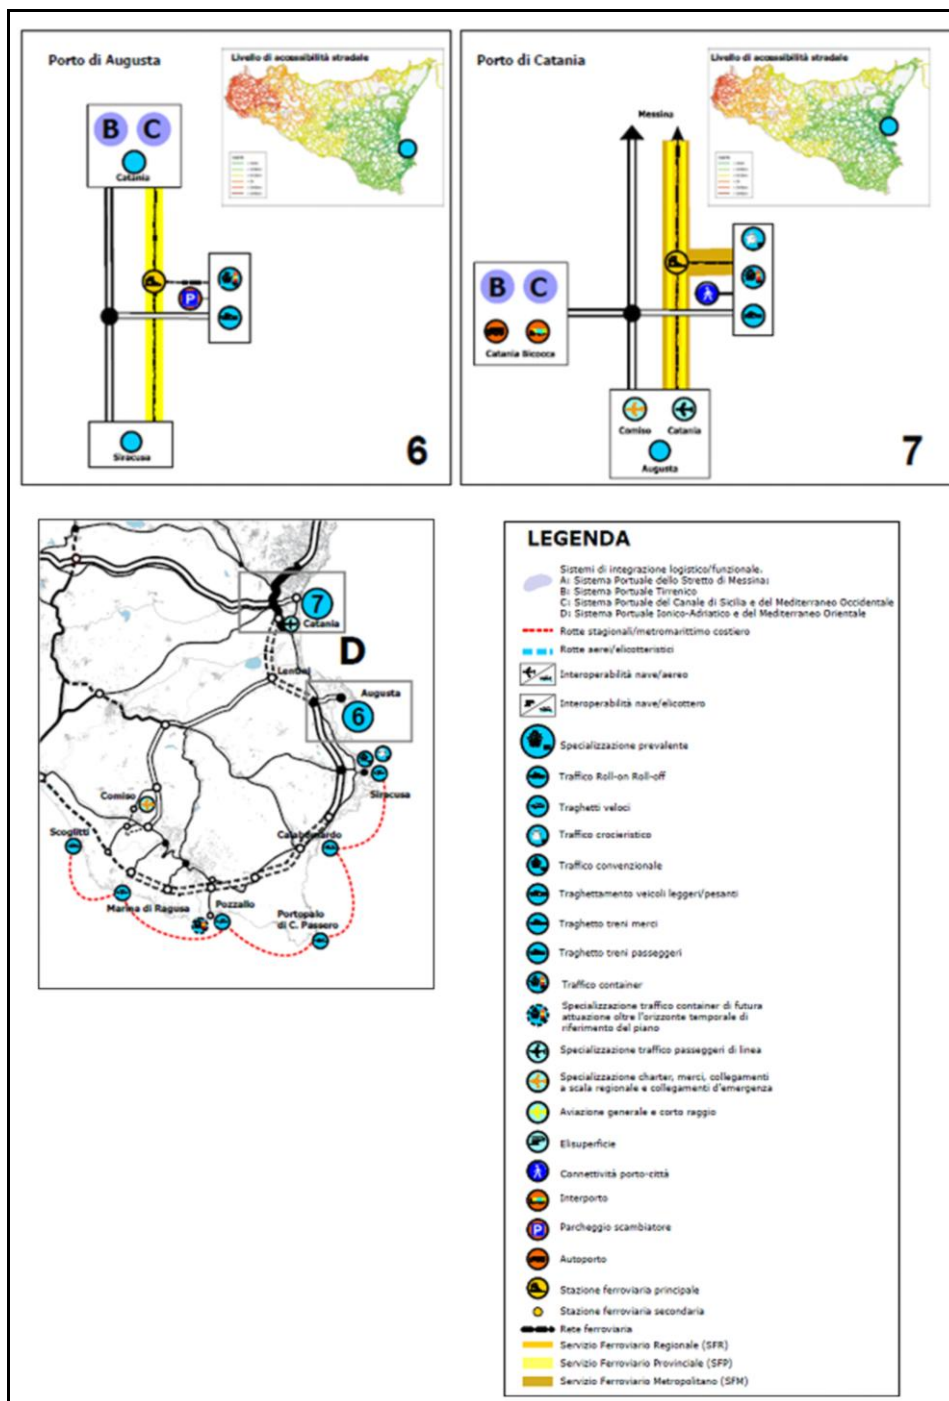 Porto di Augusta
Livello di accessibilità stradale
B C
Catania
P
Siracusa
6
Porto di Catania
Livello di accessibilità stradale
Messina
B C
Catania Bicocca
Comiso Catania
Augusta
7
7
Catania
D
Lentini
Augusta
6
Siracusa
Comiso
Scoglitti
Calabernardo
Marina di Ragusa
Pozzallo
Portopalo
di C. Passero
LEGENDA
Sistemi di integrazione logistico/funzionale.
A: Sistema Portuale dello Stretto di Messina:
B: Sistema Portuale Tirrenico
C: Sistema Portuale del Canale di Sicilia e del Mediterraneo Occidentale
D: Sistema Portuale Ionico-Adriatico e del Mediterraneo Orientale
Rotte stagionali/metromarittimo costiero
Rotte aerei/elicotteristici
Interoperabilità nave/aereo
Interoperabilità nave/elicottero
Specializzazione prevalente
Traffico Roll-on Roll-off
Traghetti veloci
Traffico crocieristico
Traffico convenzionale
Traghettamento veicoli leggeri/pesanti
Traghetto treni merci
Traghetto treni passeggeri
Traffico container
Specializzazione traffico container di futura
attuazione oltre l'orizzonte temporale di
riferimento del piano
Specializzazione traffico passeggeri di linea
Specializzazione charter, merci, collegamenti
a scala regionale e collegamenti d'emergenza
Aviazione generale e corto raggio
Elisuperficie
Connettività porto-città
Interporto
P Parcheggio scambiatore
Autoporto
Stazione ferroviaria principale
Stazione ferroviaria secondaria
Rete ferroviaria
Servizio Ferroviario Regionale (SFR)
Servizio Ferroviario Provinciale (SFP)
Servizio Ferroviario Metropolitano (SFM)